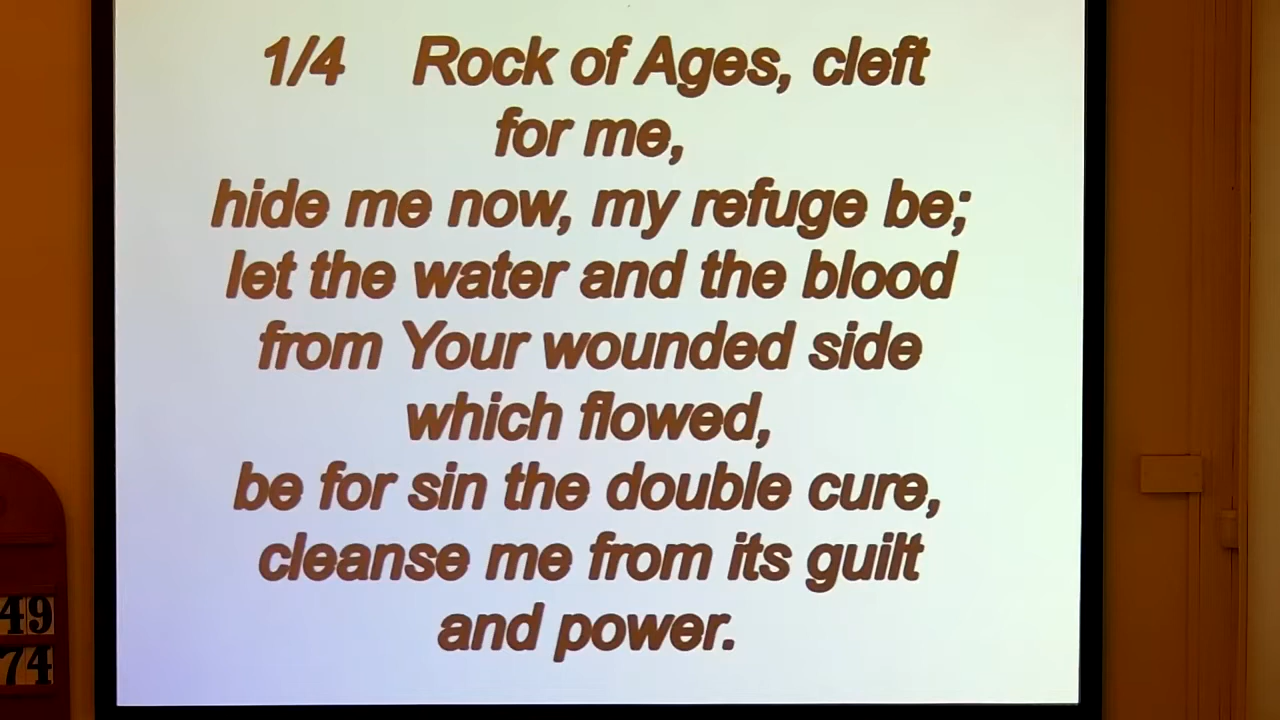 1/4 Rock of Ages, cleft
for me,
hide me now, my refuge be;
let the water and the blood
from Your wounded side
which flowed,
be for sin the double cure,
cleanse me from its guilt
and power.
49
74